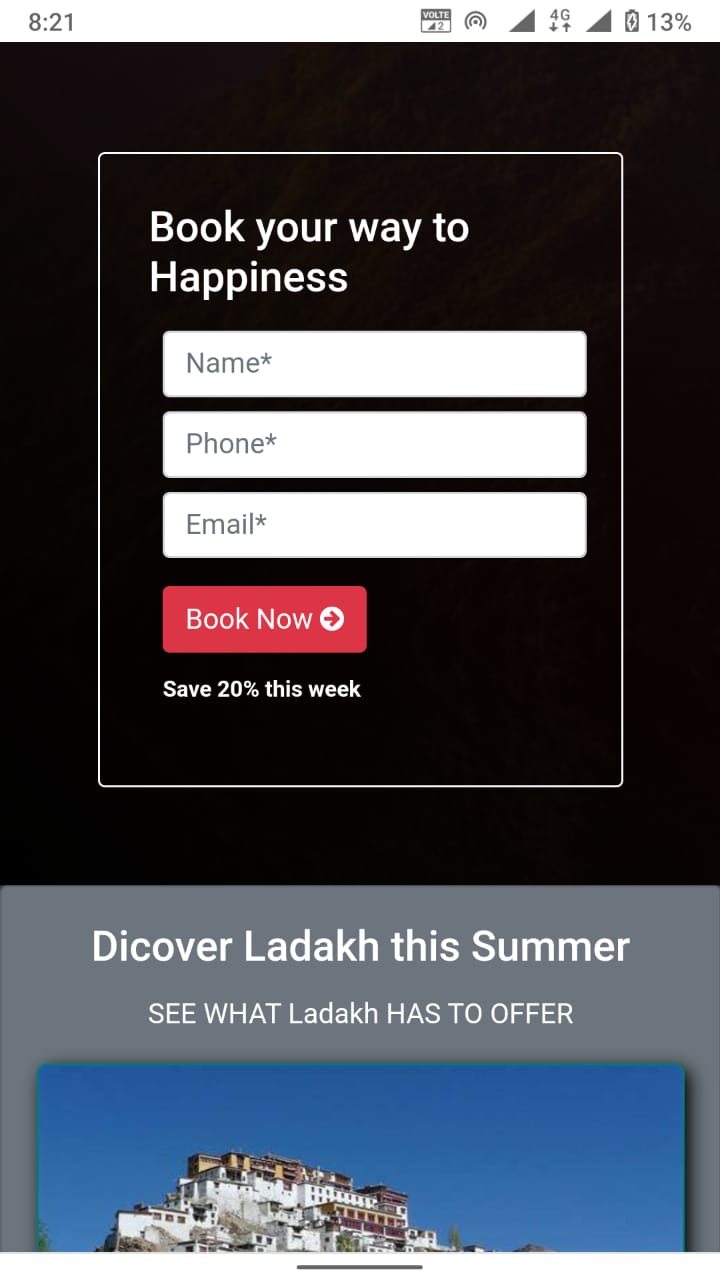 8:21
VOLTE
2
4G
13%
Book your way to
Happiness
Name*
Phone*
Email*
Book Now
Save 20% this week
Dicover Ladakh this Summer
SEE WHAT Ladakh HAS TO OFFER